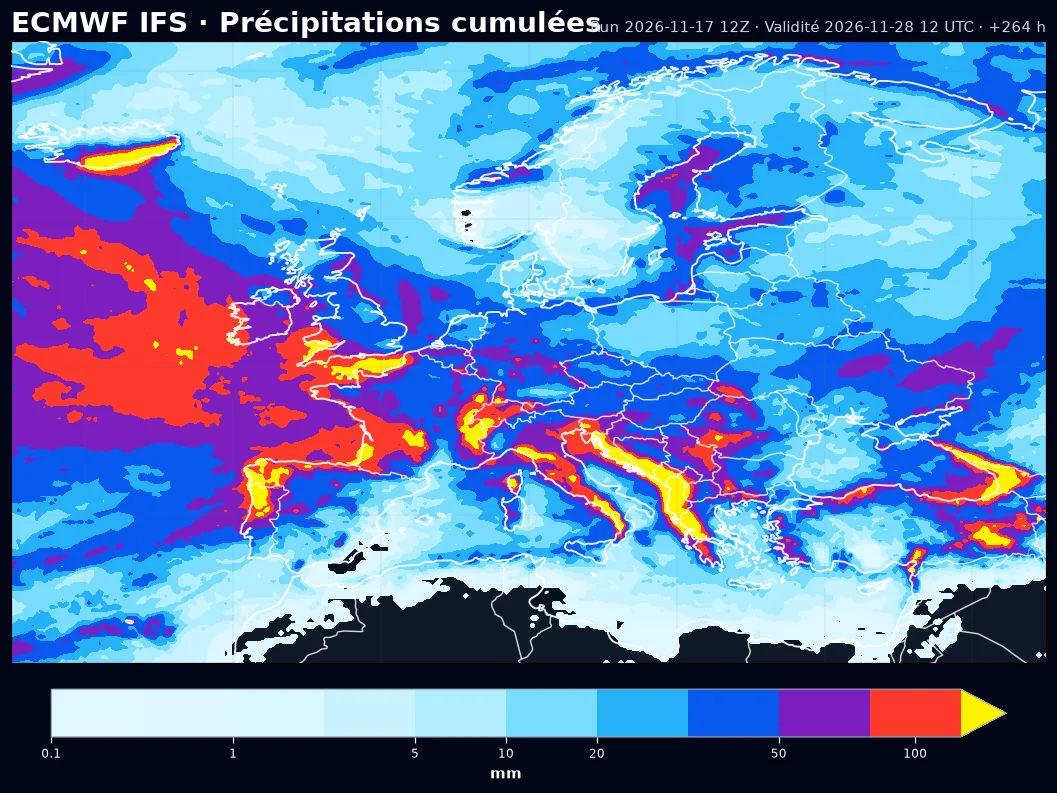 ECMWF IFS · Précipitations cumulées
Run 2026-11-17 12Z · Validité 2026-11-28 12 UTC · +264 h
0.1 1 5 10 20 50 100
mm